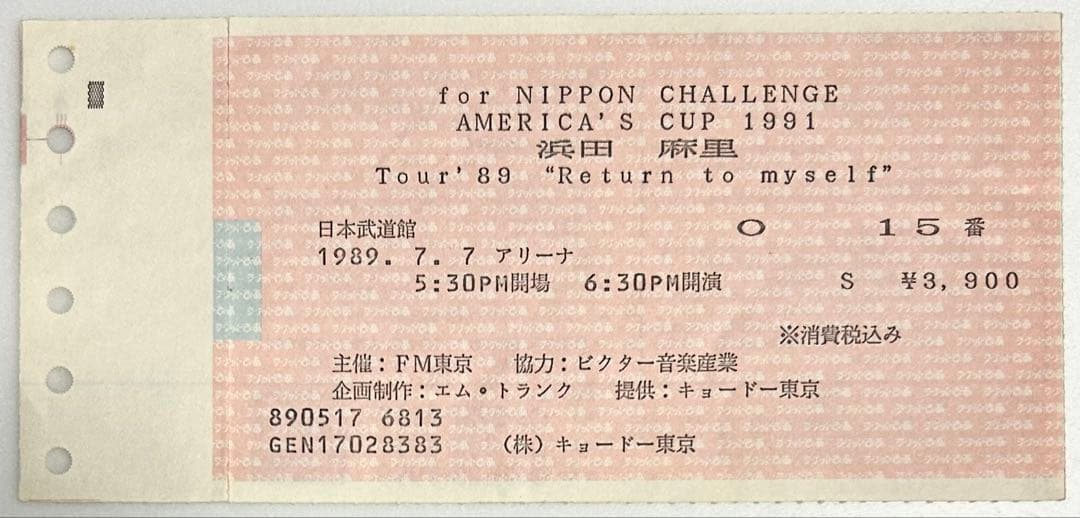 for NIPPON CHALLENGE
AMERICA'S CUP 1991
浜田 麻里
Tour'89 “Return to myself”
日本武道館 O 15番
1989. 7. 7 アリーナ
5:30PM開場 6:30PM開演 S ¥3,900
※消費税込み
主催:FM東京 協力:ビクター音楽産業
企画制作:エム・トランク 提供:キョードー東京
890517 6813
GEN17028383 (株)キョードー東京